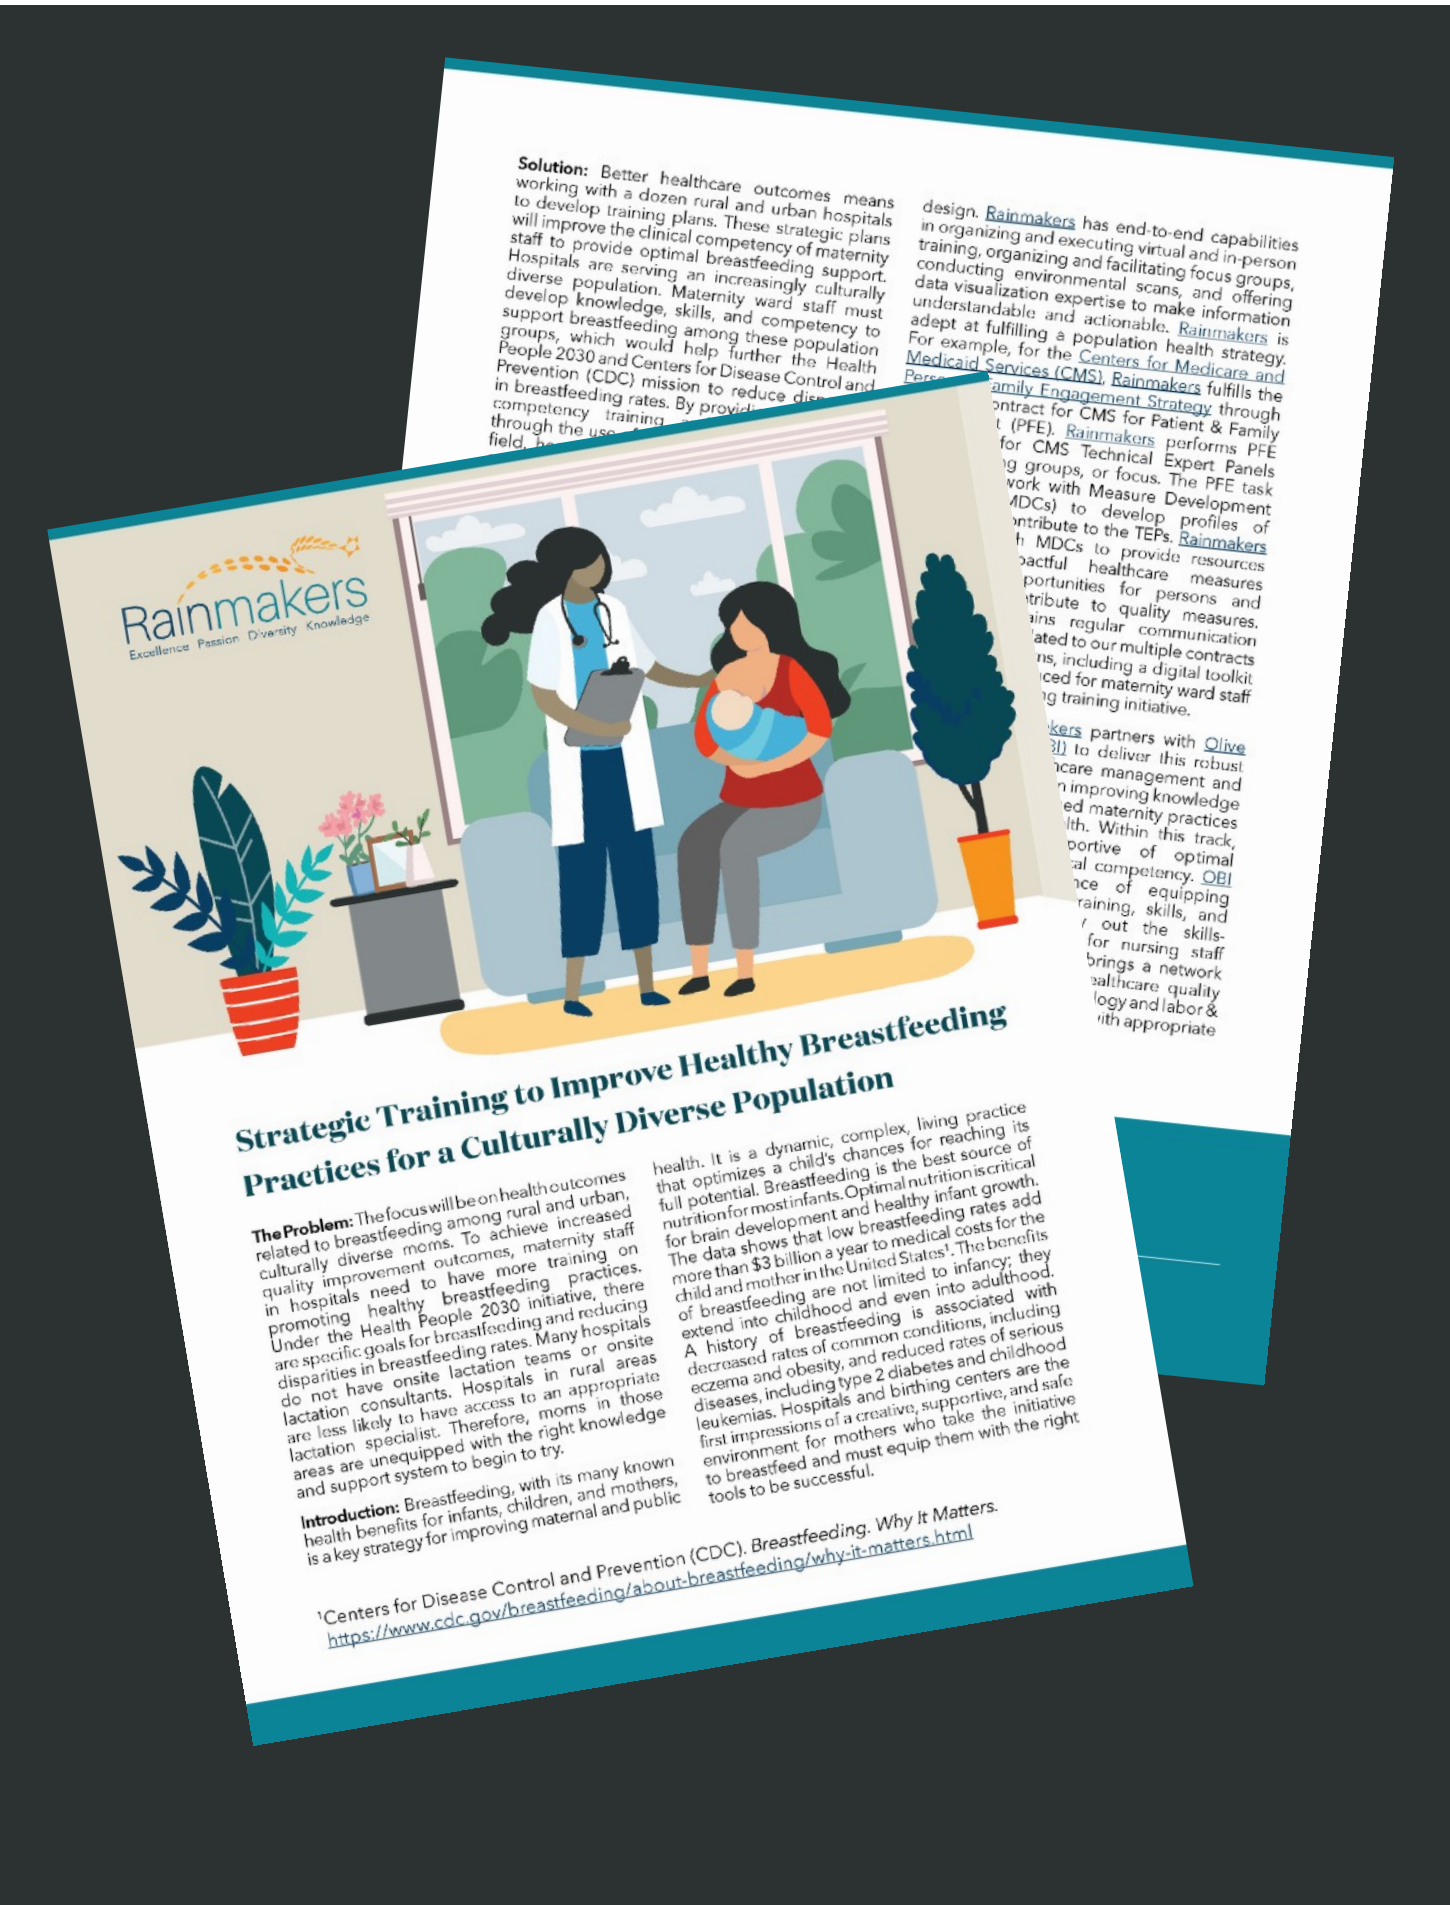 Solution: Better healthcare outcomes means
working with a dozen rural and urban hospitals
to develop training plans. These strategic plans
will improve the clinical competency of maternity
staff to provide optimal breastfeeding support.
Hospitals are serving an increasingly culturally
diverse population. Maternity ward staff must
develop knowledge, skills, and competency to
support breastfeeding among these population
groups, which would help further the Health
People 2030 and Centers for Disease Control and
Prevention (CDC) mission to reduce
in breastfeeding rates. By
competency training
through the use
field,
design. Rainmakers has end-to-end capabilities
in organizing and executing virtual and in-person
training, organizing and facilitating focus groups,
conducting environmental scans, and offering
data visualization expertise to make information
understandable and actionable. Rainmakers is
adept at fulfilling a population health strategy.
For example, for the Centers for Medicare and
Medicaid Services (CMS), Rainmakers fulfills the
Family Engagement Strategy through
contract for CMS for Patient & Family
(PFE). Rainmakers performs PFE
for CMS Technical Expert Panels
groups, or focus. The PFE task
work with Measure Development
MDCs) to develop profiles of
contribute to the TEPs. Rainmakers
MDCs to provide resources
healthcare measures
for persons and
to quality measures.
regular communication
to our multiple contracts
including a digital toolkit
for maternity ward staff
training initiative.
partners with Olive
to deliver this robust
management and
improving knowledge
maternity practices
Within this track,
of optimal
competency. OBI
of equipping
skills, and
out the skills-
for nursing staff
brings a network
quality
and labor &
appropriate
Rainmakers
Excellence Passion Diversity Knowledge
Strategic Training to Improve Healthy Breastfeeding
Practices for a Culturally Diverse Population
The Problem: The focus will be on health outcomes
related to breastfeeding among rural and urban,
culturally diverse moms. To achieve increased
quality improvement outcomes, maternity staff
in hospitals need to have more training on
promoting healthy breastfeeding practices.
Under the Health People 2030 initiative, there
are specific goals for breastfeeding and reducing
disparities in breastfeeding rates. Many hospitals
do not have onsite lactation teams or onsite
lactation consultants. Hospitals in rural areas
are less likely to have access to an appropriate
lactation specialist. Therefore, moms in those
areas are unequipped with the right knowledge
and support system to begin to try.
Introduction: Breastfeeding, with its many known
health benefits for infants, children, and mothers,
is a key strategy for improving maternal and public
health. It is a dynamic, complex, living practice
that optimizes a child's chances for reaching its
full potential. Breastfeeding is the best source of
nutrition for most infants. Optimal nutrition is critical
for brain development and healthy infant growth.
The data shows that low breastfeeding rates add
more than $3 billion a year to medical costs for the
child and mother in the United States¹. The benefits
of breastfeeding are not limited to infancy; they
extend into childhood and even into adulthood.
A history of breastfeeding is associated with
decreased rates of common conditions, including
eczema and obesity, and reduced rates of serious
diseases, including type 2 diabetes and childhood
leukemias. Hospitals and birthing centers are the
first impressions of a creative, supportive, and safe
environment for mothers who take the initiative
to breastfeed and must equip them with the right
tools to be successful.
¹Centers for Disease Control and Prevention (CDC). Breastfeeding. Why It Matters.
https://www.cdc.gov/breastfeeding/about-breastfeeding/why-it-matters.html